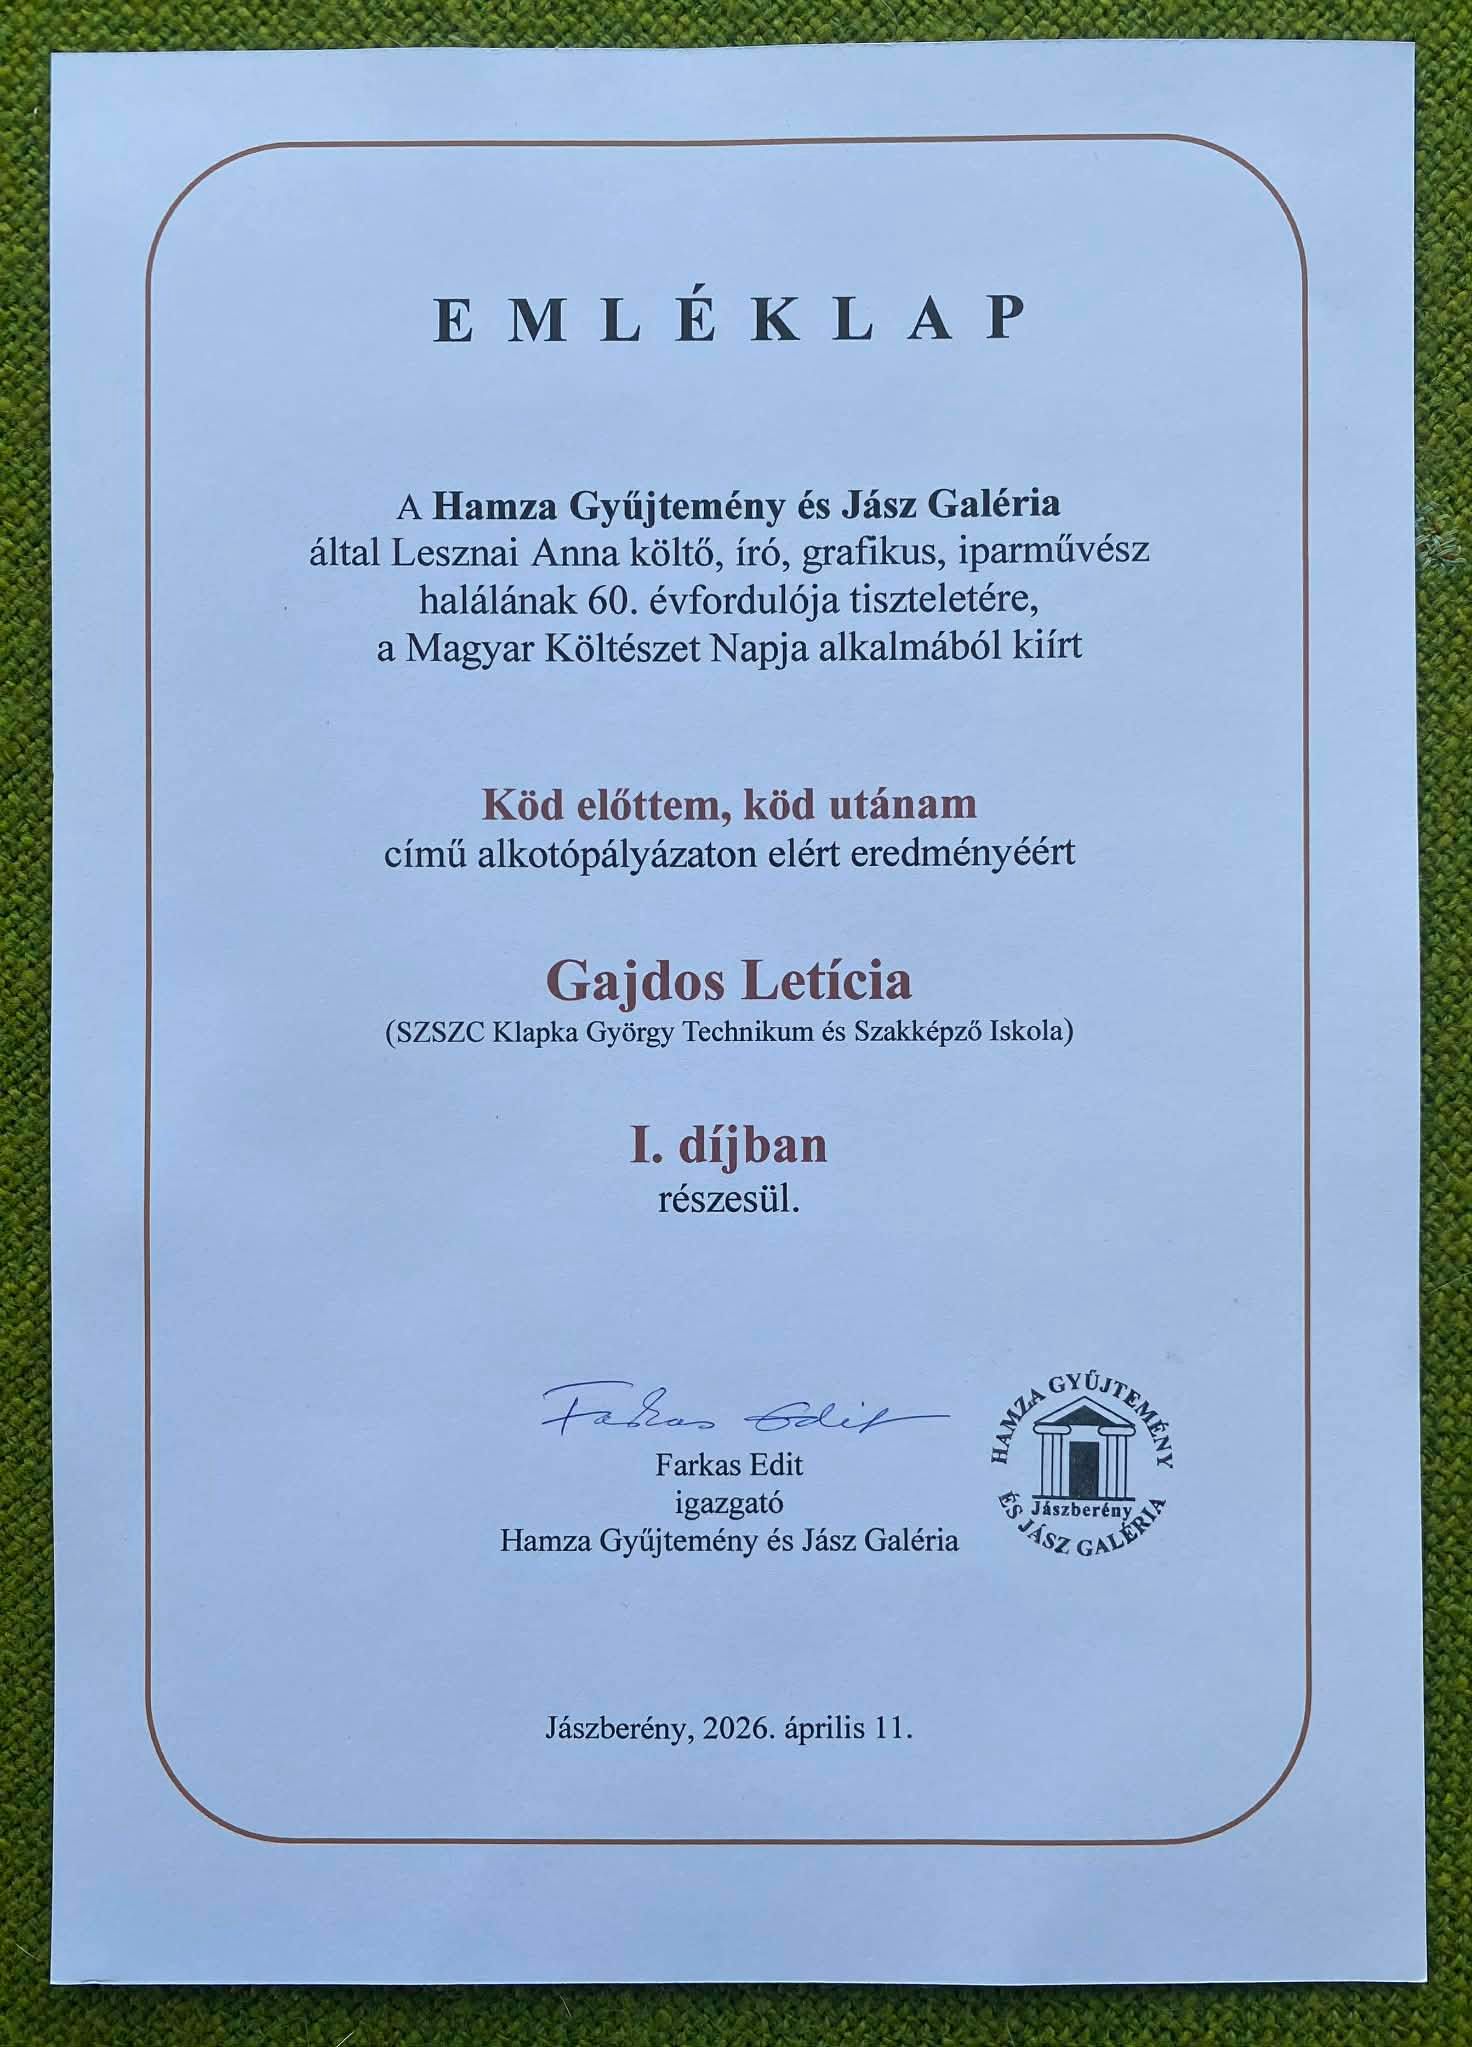 EMLÉKLAP
A Hamza Gyűjtemény és Jász Galéria
által Lesznai Anna költő, író, grafikus, iparművész
halálának 60. évfordulója tiszteletére,
a Magyar Költészet Napja alkalmából kiírt
Köd előttem, köd utánam
című alkotópályázaton elért eredményéért
Gajdos Letícia
(SZSZC Klapka György Technikum és Szakképző Iskola)
I. díjban
részesül.
Farkas Edit
Farkas Edit
igazgató
Hamza Gyűjtemény és Jász Galéria
HAMZA GYŰJTEMÉNY
Jászberény
ÉS JÁSZ GALÉRIA
Jászberény, 2026. április 11.